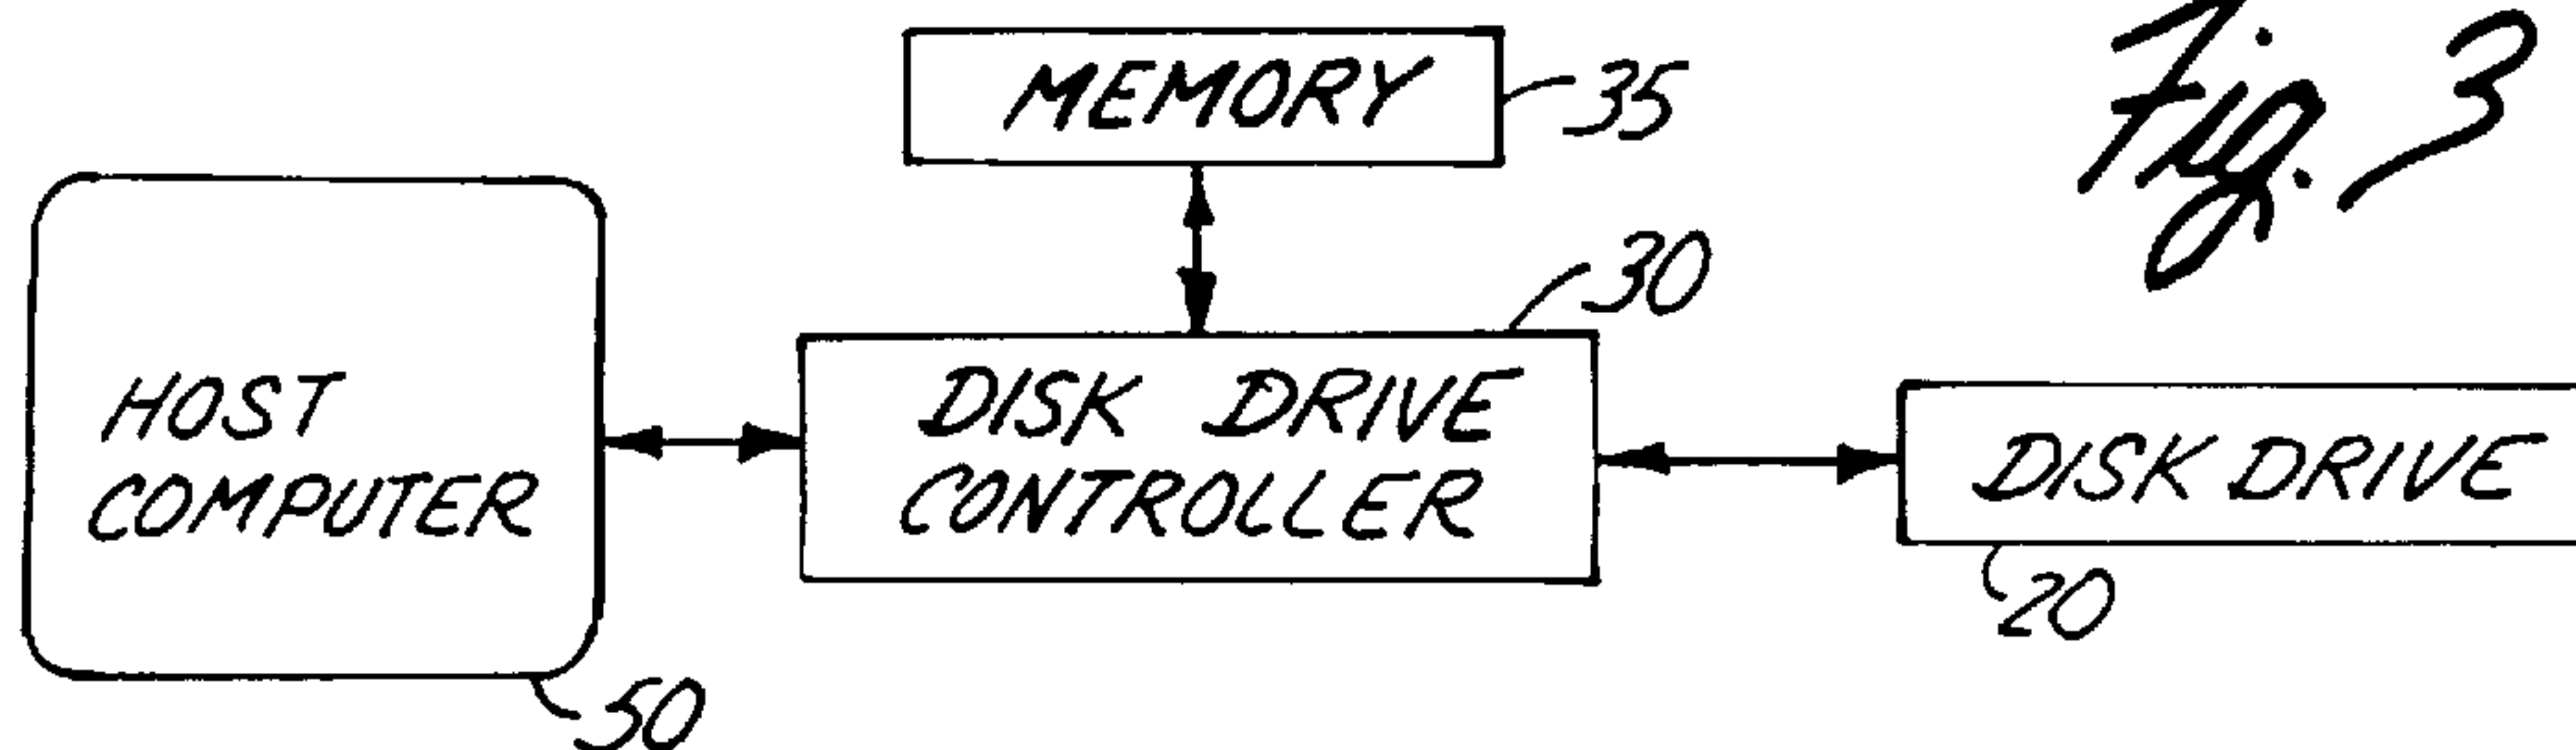 Fig. 3
MEMORY
35
30
HOST
COMPUTER
DISK DRIVE
CONTROLLER
DISK DRIVE
20
50